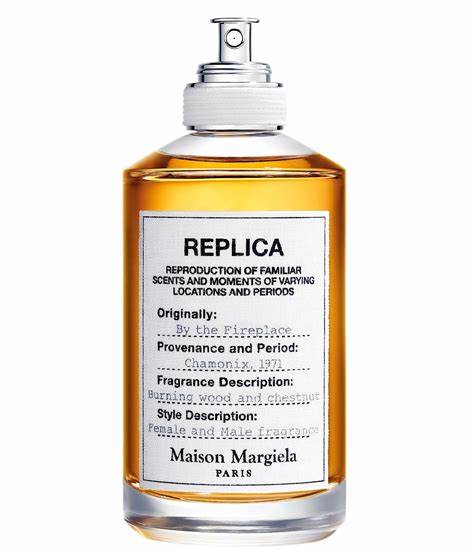 REPLICA
REPRODUCTION OF FAMILIAR
SCENTS AND MOMENTS OF VARYING
LOCATIONS AND PERIODS
Originally:
By the Fireplace
Provenance and Period:
Chamonix, 1971
Fragrance Description:
Burning wood and chestnut
Style Description:
Female and Male fragrance
Maison Margiela
PARIS